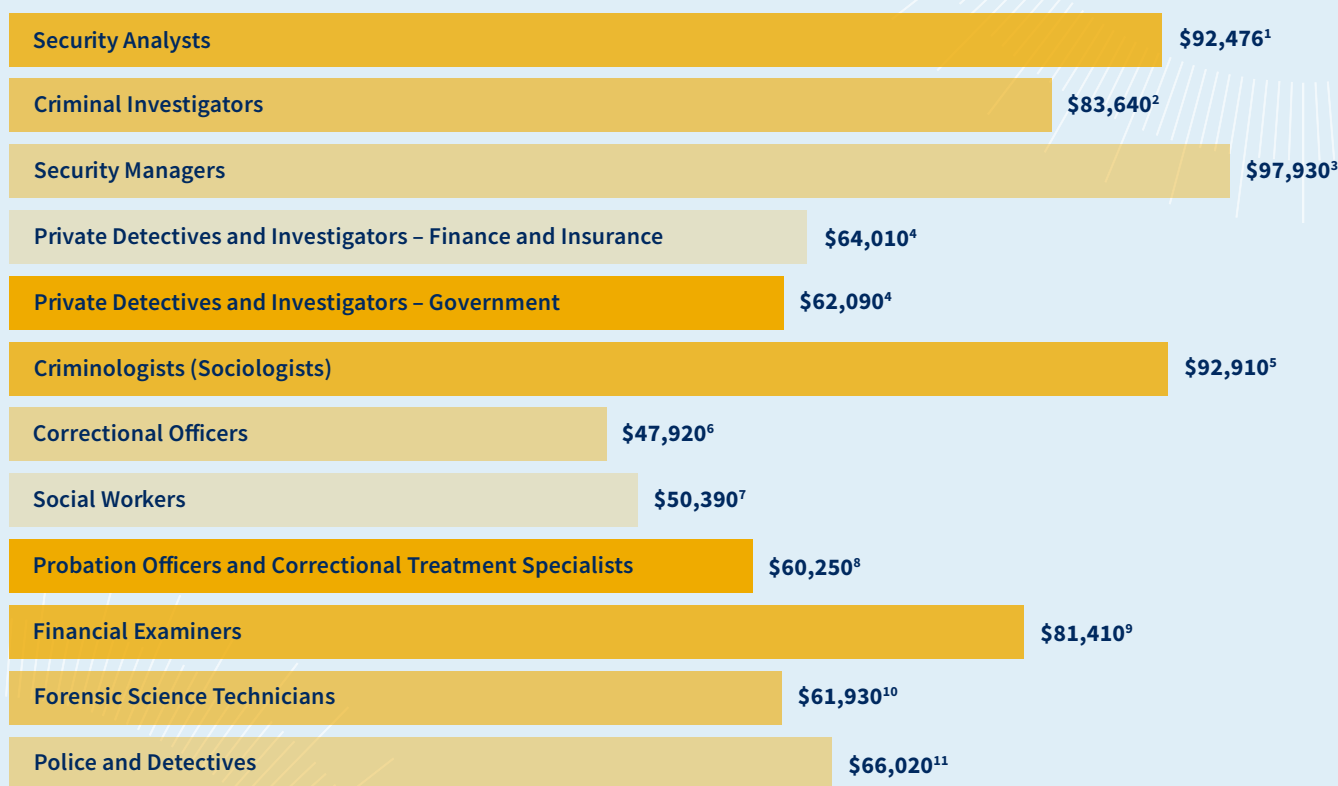 Security Analysts $92,476¹
Criminal Investigators $83,640²
Security Managers $97,930³
Private Detectives and Investigators – Finance and Insurance $64,010⁴
Private Detectives and Investigators – Government $62,090⁴
Criminologists (Sociologists) $92,910⁵
Correctional Officers $47,920⁶
Social Workers $50,390⁷
Probation Officers and Correctional Treatment Specialists $60,250⁸
Financial Examiners $81,410⁹
Forensic Science Technicians $61,930¹⁰
Police and Detectives $66,020¹¹